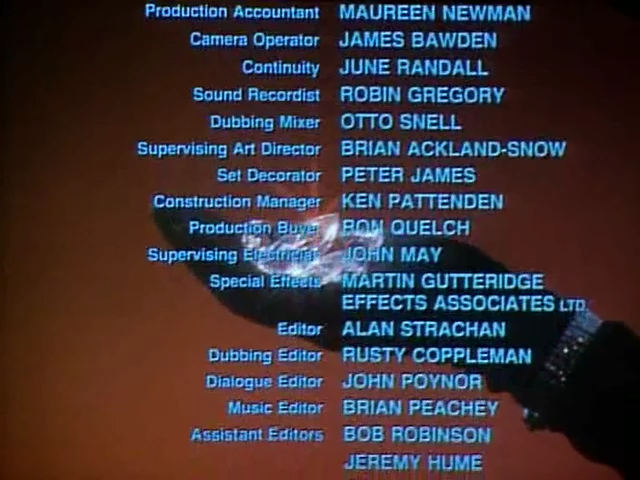 Production Accountant MAUREEN NEWMAN
Camera Operator JAMES BAWDEN
Continuity JUNE RANDALL
Sound Recordist ROBIN GREGORY
Dubbing Mixer OTTO SNELL
Supervising Art Director BRIAN ACKLAND-SNOW
Set Decorator PETER JAMES
Construction Manager KEN PATTENDEN
Production Buyer RON QUELCH
Supervising Electrician JOHN MAY
Special Effects MARTIN GUTTERIDGE
EFFECTS ASSOCIATES LTD.
Editor ALAN STRACHAN
Dubbing Editor RUSTY COPPLEMAN
Dialogue Editor JOHN POYNOR
Music Editor BRIAN PEACHEY
Assistant Editors BOB ROBINSON
JEREMY HUME